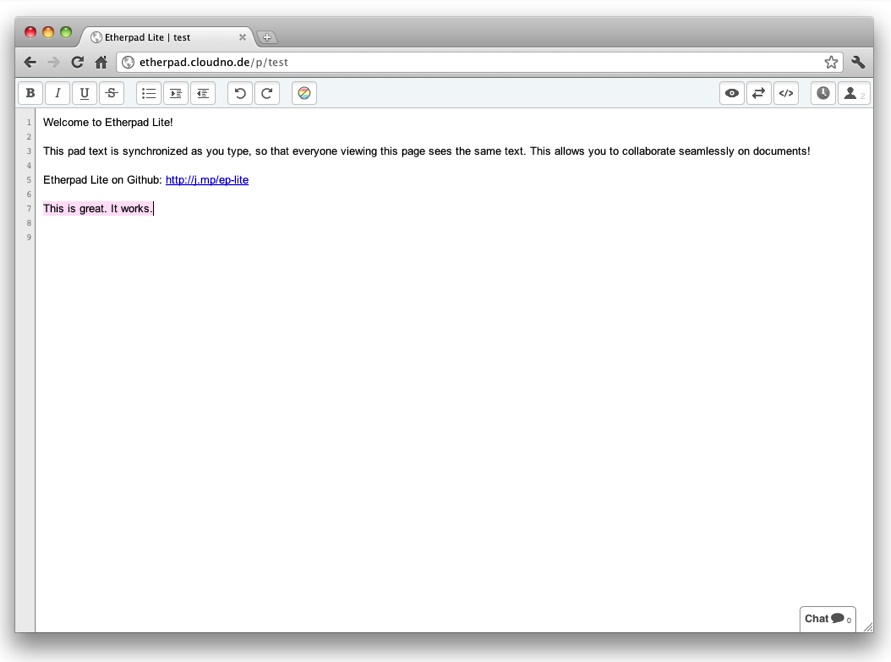 Etherpad Lite | test
etherpad.cloudno.de/p/test
B I U S </> 2
1 Welcome to Etherpad Lite!
2
3 This pad text is synchronized as you type, so that everyone viewing this page sees the same text. This allows you to collaborate seamlessly on documents!
4
5 Etherpad Lite on Github: http://j.mp/ep-lite
6
7 This is great. It works.
8
9
Chat 0